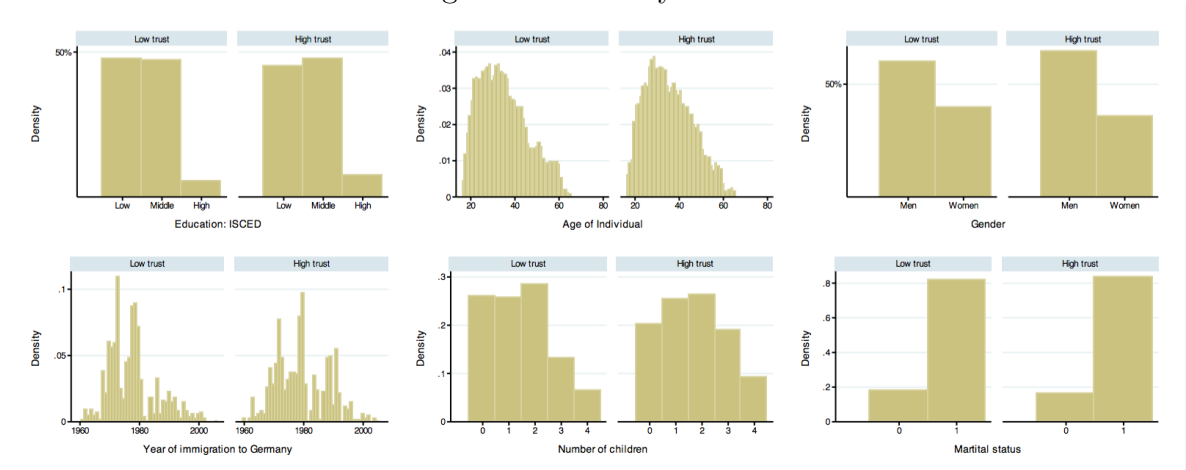 Low trust
High trust
50%
Density
Low
Middle
High
Low
Middle
High
Education: ISCED
Low trust
High trust
.04
.03
.02
.01
0
Density
20
40
60
80
20
40
60
80
Age of Individual
Low trust
High trust
50%
Density
Men
Women
Men
Women
Gender
Low trust
High trust
.1
.05
0
Density
1960
1980
2000
1960
1980
2000
Year of immigration to Germany
Low trust
High trust
.3
.2
.1
0
Density
0
1
2
3
4
0
1
2
3
4
Number of children
Low trust
High trust
.8
.6
.4
.2
0
Density
0
1
0
1
Martital status